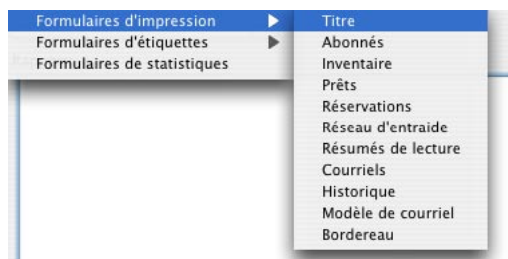 Formulaires d'impression
Formulaires d'étiquettes
Formulaires de statistiques
Titre
Abonnés
Inventaire
Prêts
Réservations
Réseau d'entraide
Résumés de lecture
Courriels
Historique
Modèle de courriel
Bordereau